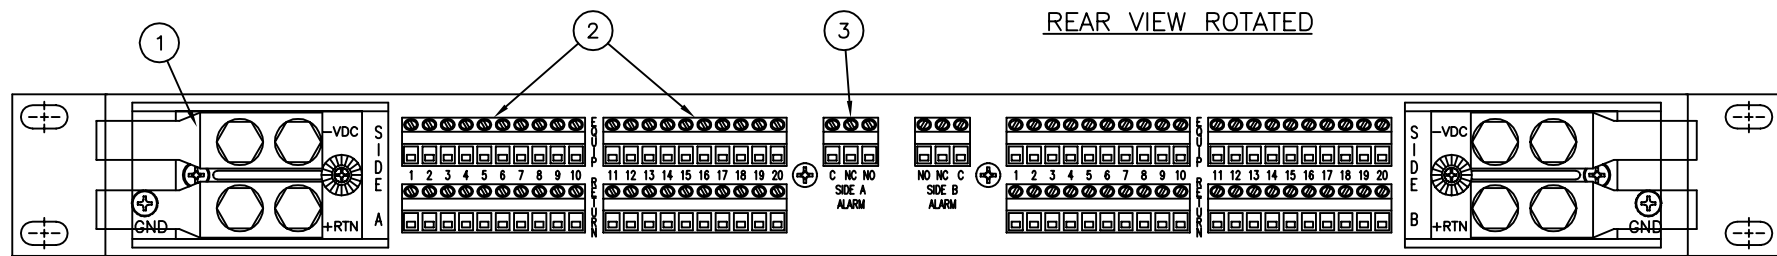 REAR VIEW ROTATED
1
2
3
-VDC
+RTN
GND
SIDE A
EQUIP
RETURN
1 2 3 4 5 6 7 8 9 10
11 12 13 14 15 16 17 18 19 20
C NC NO
SIDE A
ALARM
NO NC C
SIDE B
ALARM
EQUIP
RETURN
1 2 3 4 5 6 7 8 9 10
11 12 13 14 15 16 17 18 19 20
SIDE B
-VDC
+RTN
GND